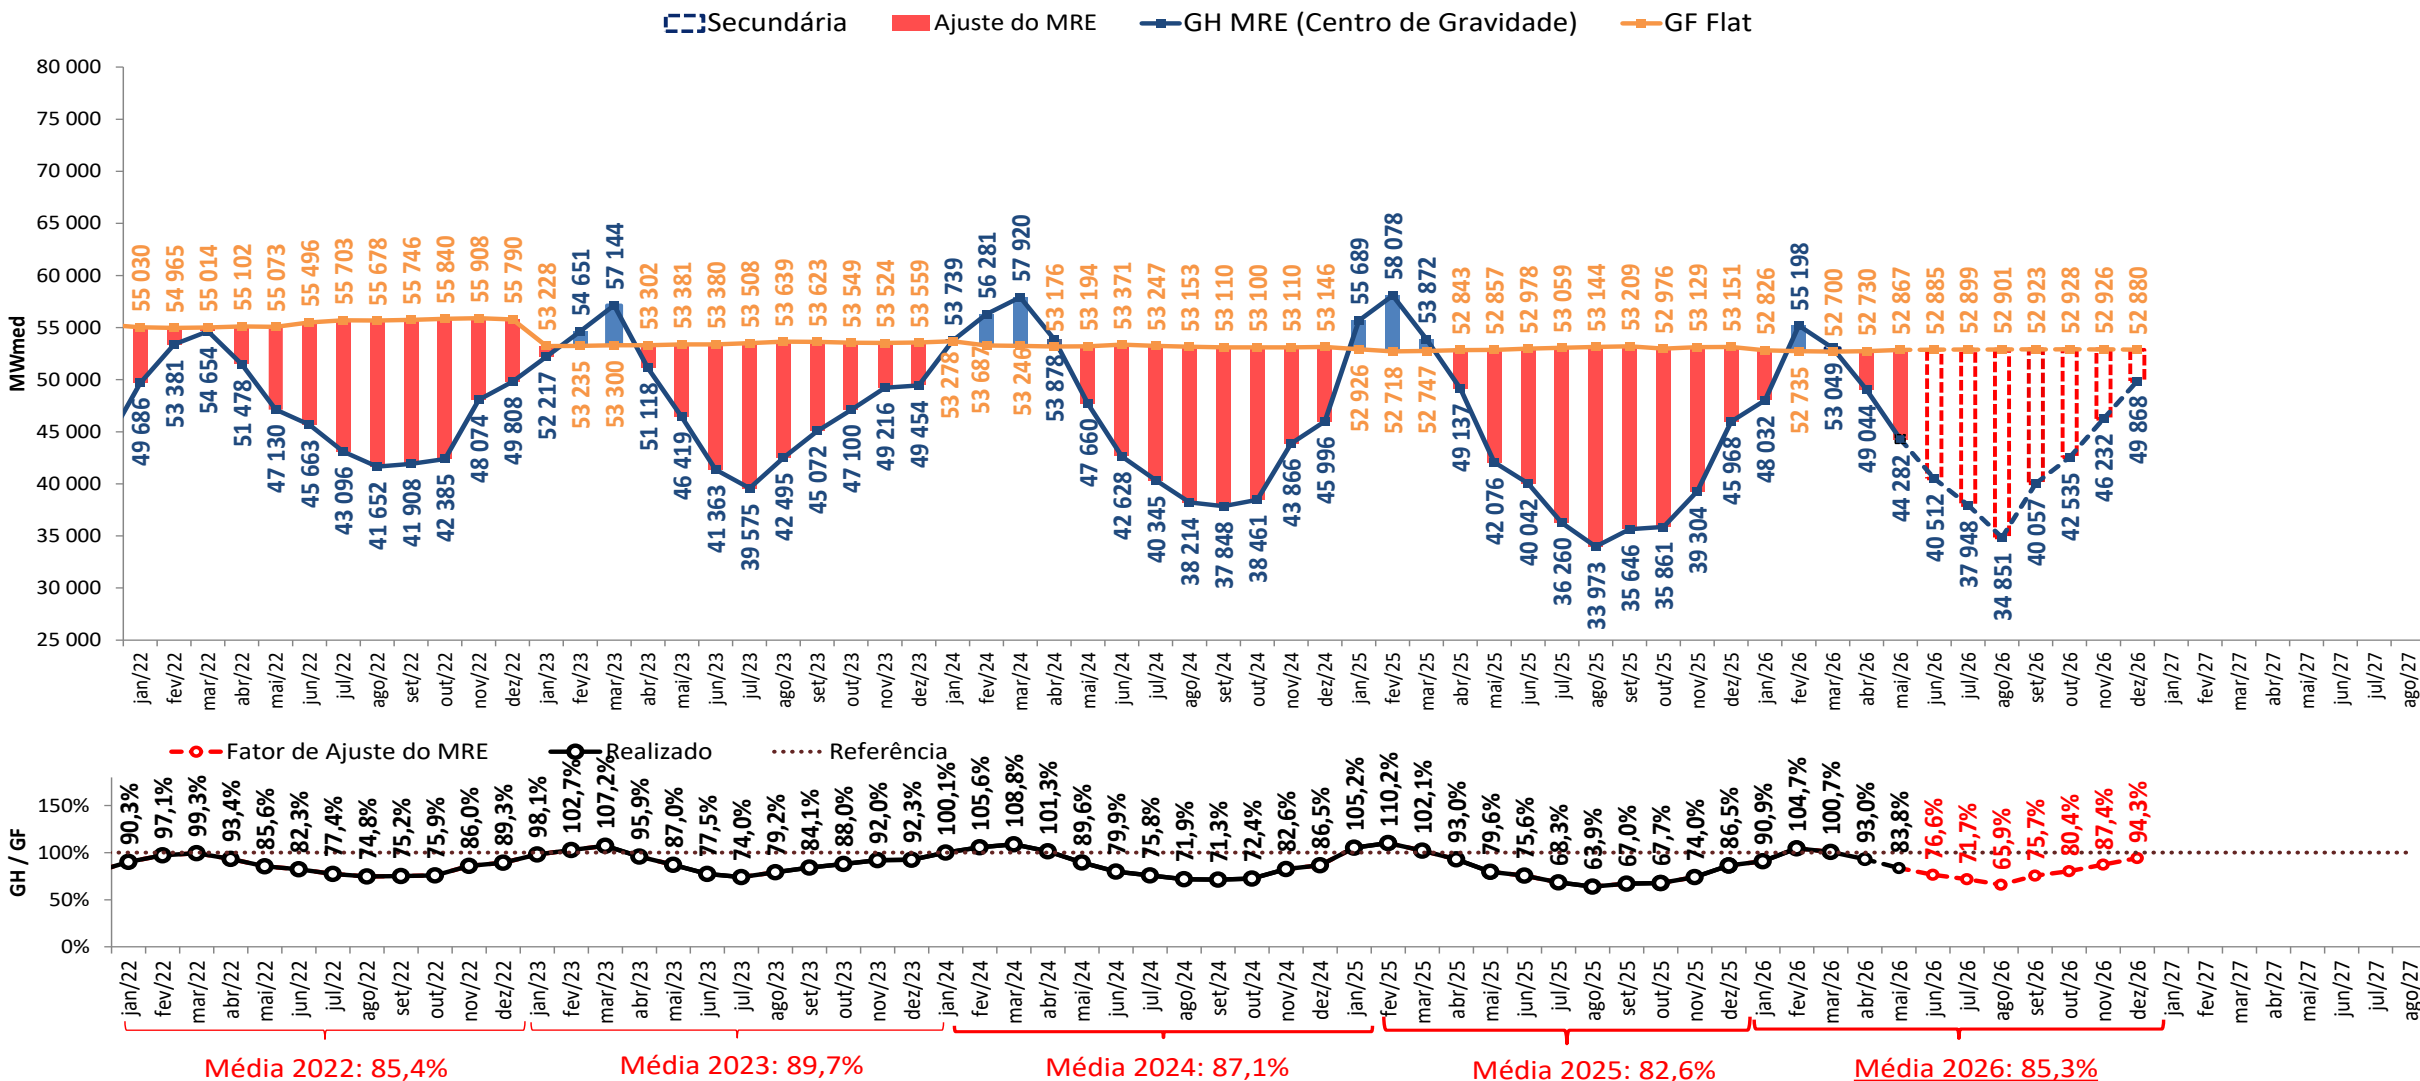 Secundária Ajuste do MRE GH MRE (Centro de Gravidade) GF Flat
MWmed
80 000
75 000
70 000
65 000
60 000
55 000
50 000
45 000
40 000
35 000
30 000
25 000
55 030 54 965 55 014 55 102 55 073 55 496 55 703 55 678 55 746 55 840 55 908 55 790 53 228 54 651 57 144 53 302 53 381 53 380 53 508 53 639 53 623 53 549 53 524 53 559 53 739 56 281 57 920 53 176 53 194 53 371 53 247 53 153 53 110 53 100 53 110 53 146 55 689 58 078 53 872 52 843 52 857 52 978 53 059 53 144 53 209 52 976 53 129 53 151 52 826 55 198 52 700 52 730 52 867 52 885 52 899 52 901 52 923 52 928 52 926 52 880
49 686 53 381 54 654 51 478 47 130 45 663 43 096 41 652 41 908 42 385 48 074 49 808 52 217 53 235 53 300 51 118 46 419 41 363 39 575 42 495 45 072 47 100 49 216 49 454 53 278 53 687 53 246 53 878 47 660 42 628 40 345 38 214 37 848 38 461 43 866 45 996 52 926 52 718 52 747 49 137 42 076 40 042 36 260 33 973 35 646 35 861 39 304 45 968 48 032 52 735 53 049 49 044 44 282 40 512 37 948 34 851 40 057 42 535 46 232 49 868
jan/22 fev/22 mar/22 abr/22 mai/22 jun/22 jul/22 ago/22 set/22 out/22 nov/22 dez/22 jan/23 fev/23 mar/23 abr/23 mai/23 jun/23 jul/23 ago/23 set/23 out/23 nov/23 dez/23 jan/24 fev/24 mar/24 abr/24 mai/24 jun/24 jul/24 ago/24 set/24 out/24 nov/24 dez/24 jan/25 fev/25 mar/25 abr/25 mai/25 jun/25 jul/25 ago/25 set/25 out/25 nov/25 dez/25 jan/26 fev/26 mar/26 abr/26 mai/26 jun/26 jul/26 ago/26 set/26 out/26 nov/26 dez/26 jan/27 fev/27 mar/27 abr/27 mai/27 jun/27 jul/27 ago/27
Fator de Ajuste do MRE Realizado Referência
GH / GF
150%
100%
50%
0%
90,3% 97,1% 99,3% 93,4% 85,6% 82,3% 77,4% 74,8% 75,2% 75,9% 86,0% 89,3% 98,1% 102,7% 107,2% 95,9% 87,0% 77,5% 74,0% 79,2% 84,1% 88,0% 92,0% 92,3% 100,1% 105,6% 108,8% 101,3% 89,6% 79,9% 75,8% 71,9% 71,3% 72,4% 82,6% 86,5% 105,2% 110,2% 102,1% 93,0% 79,6% 75,6% 68,3% 63,9% 67,0% 67,7% 74,0% 86,5% 90,9% 104,7% 100,7% 93,0% 83,8% 76,6% 71,7% 65,9% 75,7% 80,4% 87,4% 94,3%
jan/22 fev/22 mar/22 abr/22 mai/22 jun/22 jul/22 ago/22 set/22 out/22 nov/22 dez/22 jan/23 fev/23 mar/23 abr/23 mai/23 jun/23 jul/23 ago/23 set/23 out/23 nov/23 dez/23 jan/24 fev/24 mar/24 abr/24 mai/24 jun/24 jul/24 ago/24 set/24 out/24 nov/24 dez/24 jan/25 fev/25 mar/25 abr/25 mai/25 jun/25 jul/25 ago/25 set/25 out/25 nov/25 dez/25 jan/26 fev/26 mar/26 abr/26 mai/26 jun/26 jul/26 ago/26 set/26 out/26 nov/26 dez/26 jan/27 fev/27 mar/27 abr/27 mai/27 jun/27 jul/27 ago/27
Média 2022: 85,4% Média 2023: 89,7% Média 2024: 87,1% Média 2025: 82,6% Média 2026: 85,3%